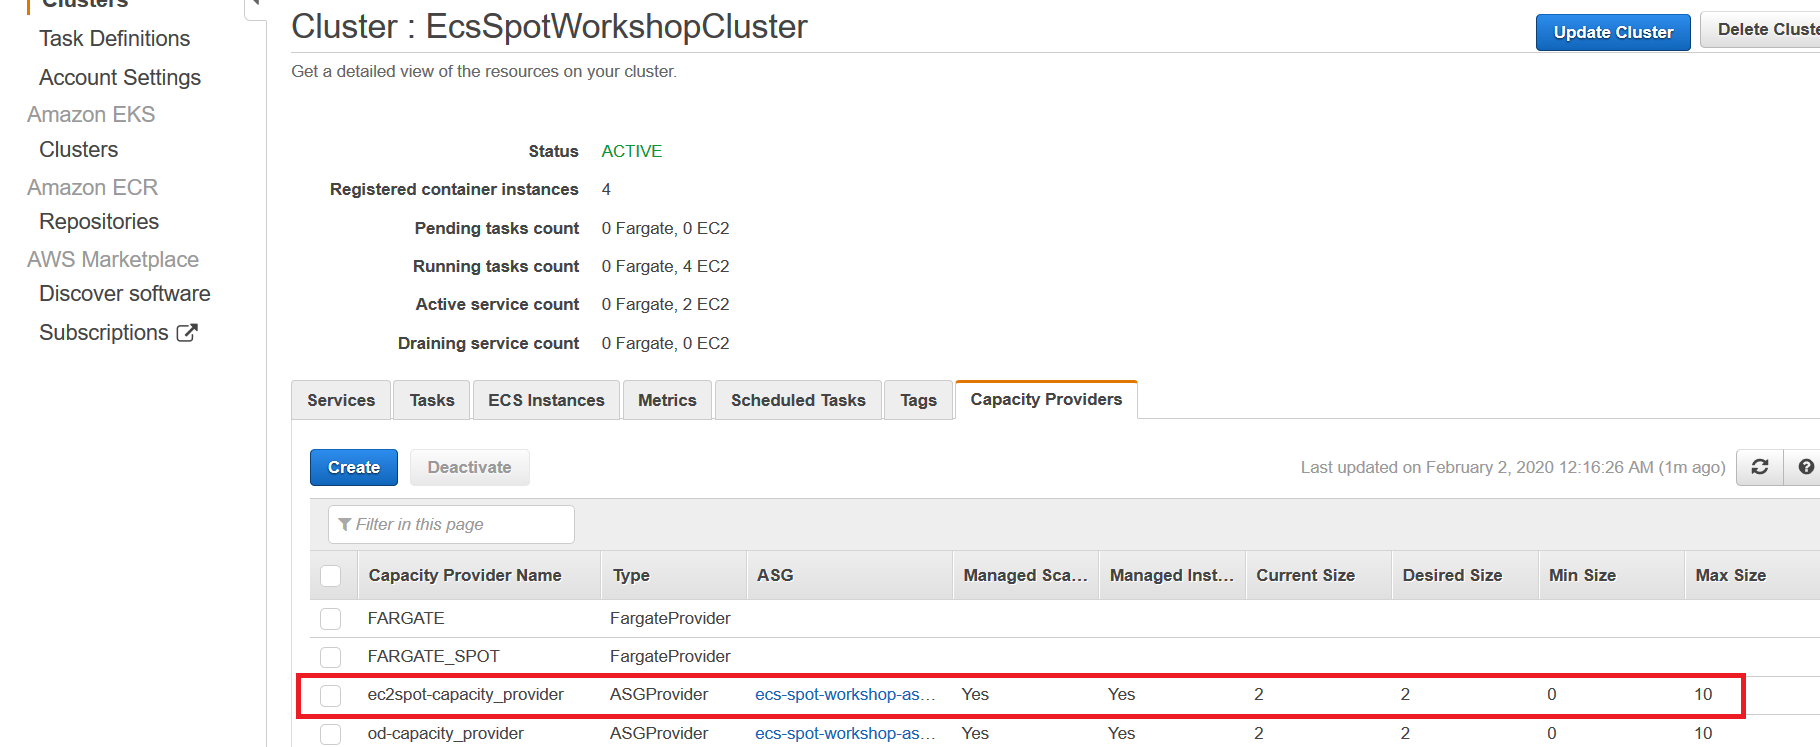 Clusters
Task Definitions
Account Settings
Amazon EKS
Clusters
Amazon ECR
Repositories
AWS Marketplace
Discover software
Subscriptions
Cluster : EcsSpotWorkshopCluster
Update Cluster
Delete Cluste
Get a detailed view of the resources on your cluster.
Status ACTIVE
Registered container instances 4
Pending tasks count 0 Fargate, 0 EC2
Running tasks count 0 Fargate, 4 EC2
Active service count 0 Fargate, 2 EC2
Draining service count 0 Fargate, 0 EC2
Services Tasks ECS Instances Metrics Scheduled Tasks Tags Capacity Providers
Create Deactivate Last updated on February 2, 2020 12:16:26 AM (1m ago) ?
Filter in this page
Capacity Provider Name Type ASG Managed Sca... Managed Inst... Current Size Desired Size Min Size Max Size
FARGATE FargateProvider
FARGATE_SPOT FargateProvider
ec2spot-capacity_provider ASGProvider ecs-spot-workshop-as... Yes Yes 2 2 0 10
od-capacity_provider ASGProvider ecs-spot-workshop-as... Yes Yes 2 2 0 10